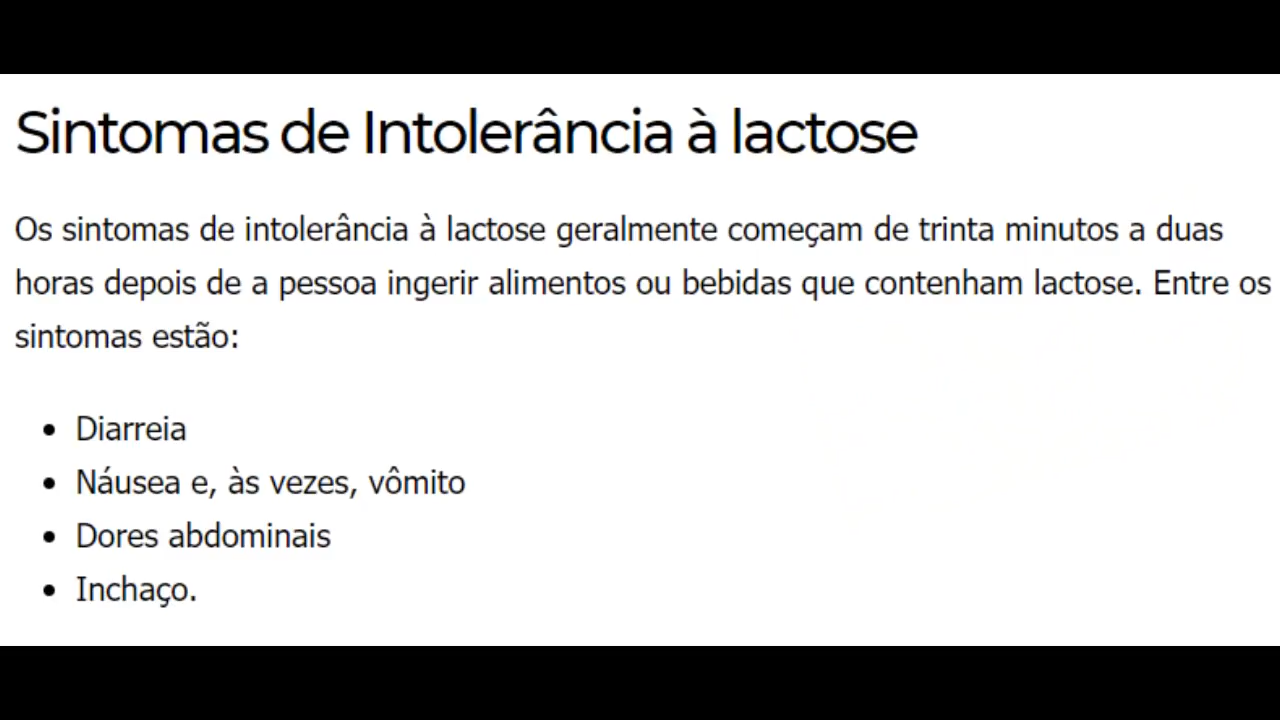 Sintomas de Intolerância à lactose
Os sintomas de intolerância à lactose geralmente começam de trinta minutos a duas
horas depois de a pessoa ingerir alimentos ou bebidas que contenham lactose. Entre os
sintomas estão:
• Diarreia
• Náusea e, às vezes, vômito
• Dores abdominais
• Inchaço.